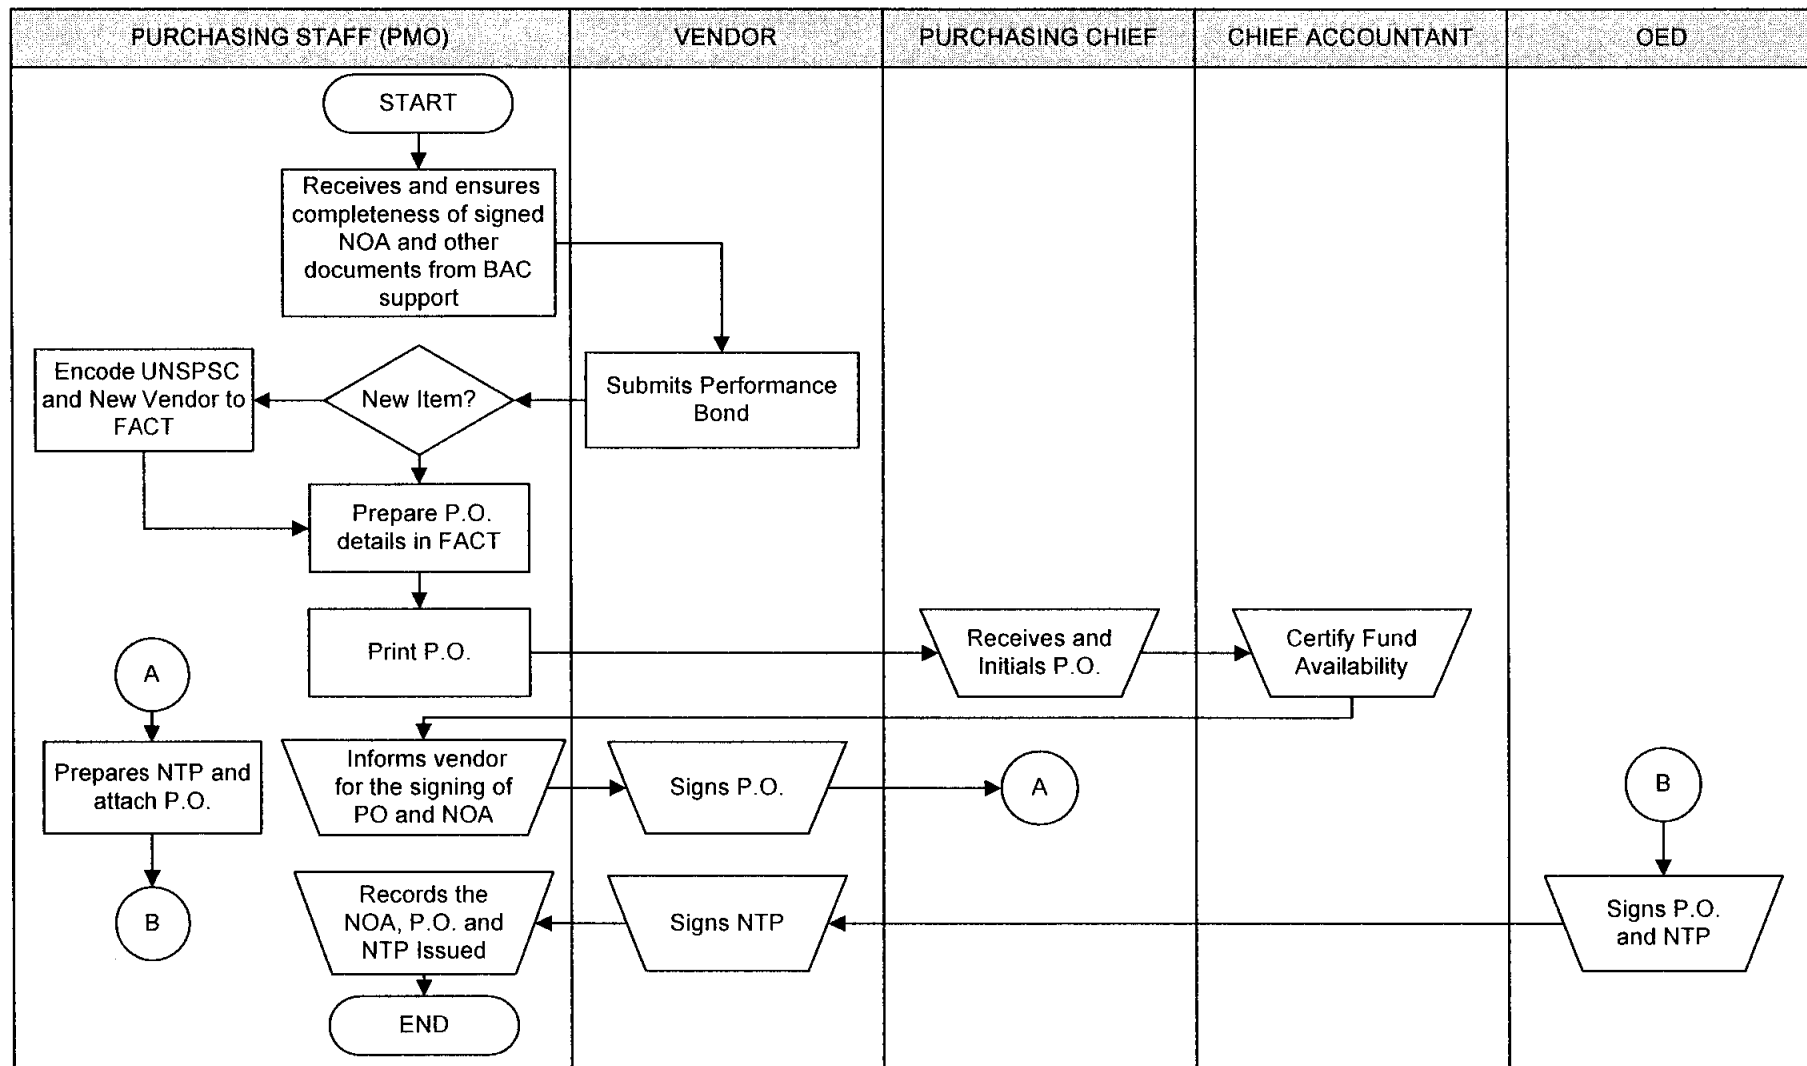 PURCHASING STAFF (PMO)
VENDOR
PURCHASING CHIEF
CHIEF ACCOUNTANT
OED
START
Receives and ensures
completeness of signed
NOA and other
documents from BAC
support
Encode UNSPSC
and New Vendor to
FACT
New Item?
Submits Performance
Bond
Prepare P.O.
details in FACT
Print P.O.
Receives and
Initials P.O.
Certify Fund
Availability
A
Prepares NTP and
attach P.O.
Informs vendor
for the signing of
PO and NOA
Signs P.O.
A
B
B
Records the
NOA, P.O. and
NTP Issued
Signs NTP
Signs P.O.
and NTP
END